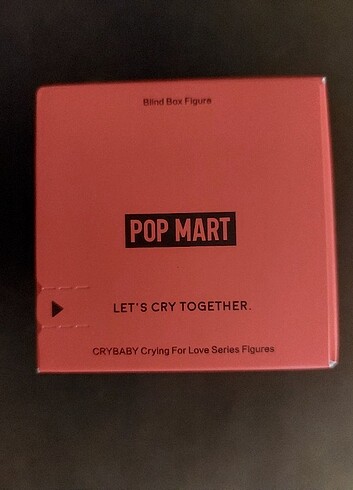 Blind Box Figure
POP MART
LET'S CRY TOGETHER.
CRYBABY Crying For Love Series Figures